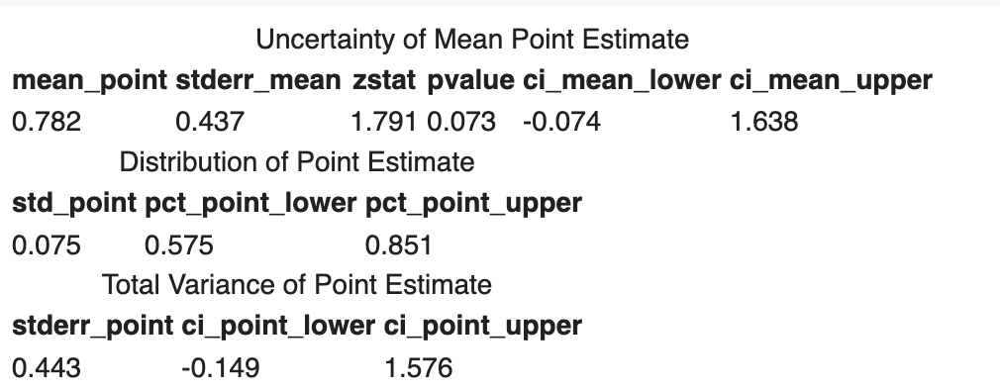 Uncertainty of Mean Point Estimate
mean_point stderr_mean zstat pvalue ci_mean_lower ci_mean_upper
0.782 0.437 1.791 0.073 -0.074 1.638
Distribution of Point Estimate
std_point pct_point_lower pct_point_upper
0.075 0.575 0.851
Total Variance of Point Estimate
stderr_point ci_point_lower ci_point_upper
0.443 -0.149 1.576